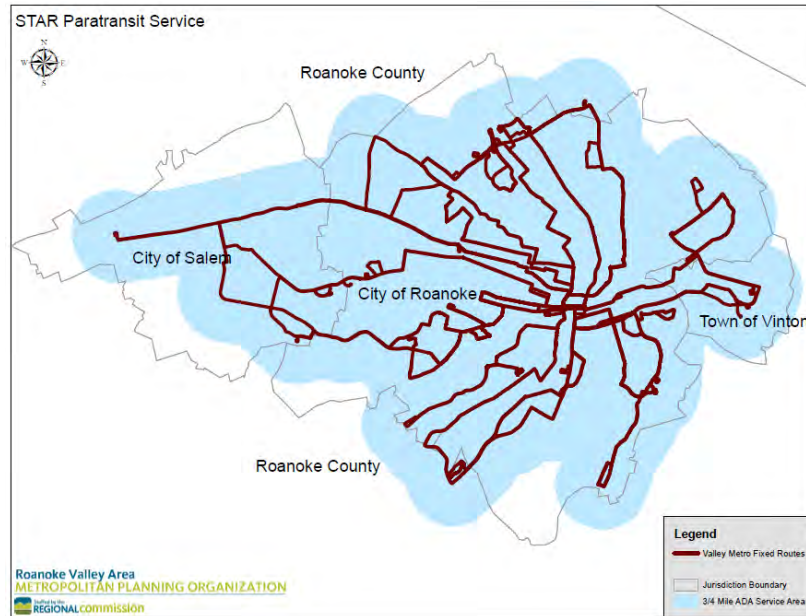 STAR Paratransit Service
N
W E
S
Roanoke County
City of Salem
City of Roanoke
Town of Vinton
Roanoke County
Legend
Valley Metro Fixed Routes
Jurisdiction Boundary
3/4 Mile ADA Service Area
Roanoke Valley Area
METROPOLITAN PLANNING ORGANIZATION
Staffed by the
REGIONAL commission